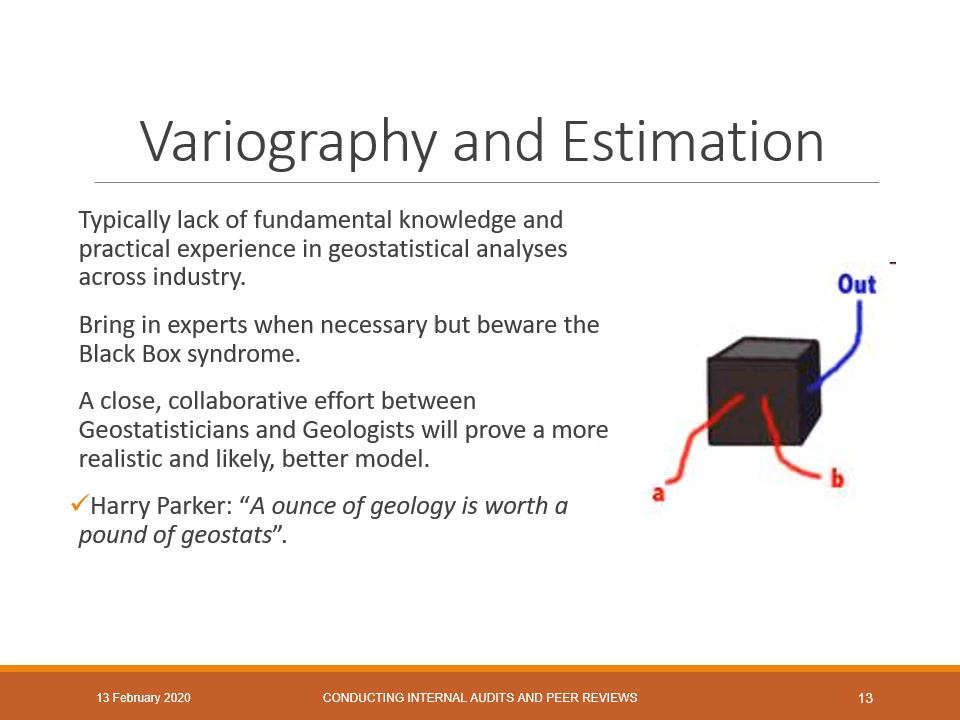 Variography and Estimation
Typically lack of fundamental knowledge and
practical experience in geostatistical analyses
across industry.
Bring in experts when necessary but beware the
Black Box syndrome.
A close, collaborative effort between
Geostatisticians and Geologists will prove a more
realistic and likely, better model.
✓Harry Parker: “A ounce of geology is worth a
pound of geostats”.
Out
a
b
13 February 2020
CONDUCTING INTERNAL AUDITS AND PEER REVIEWS
13